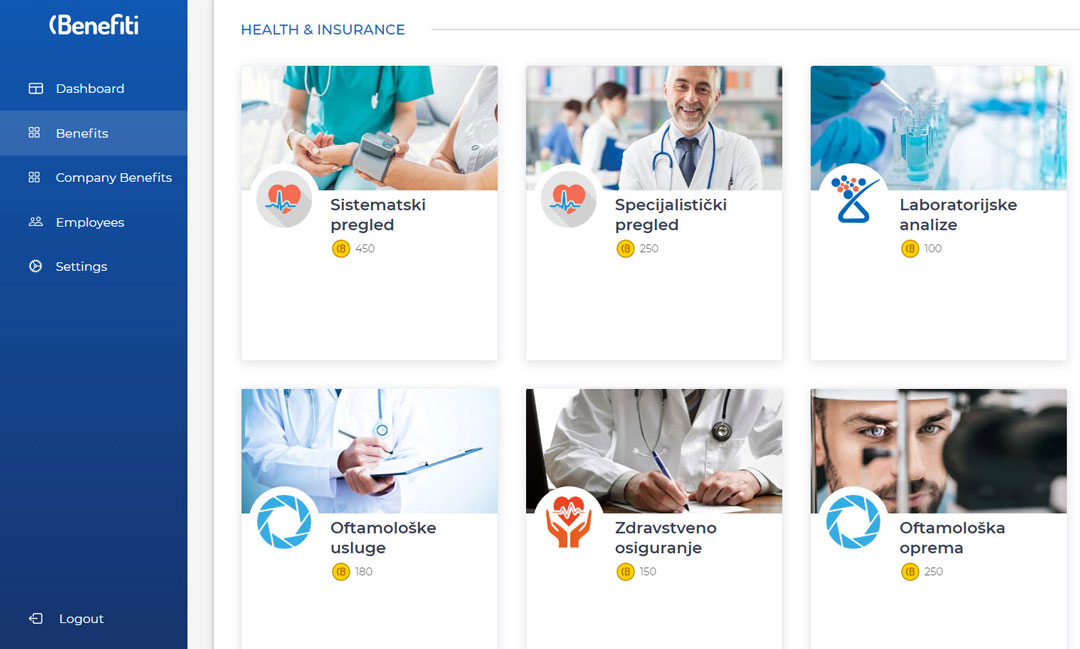 Benefiti
Dashboard
Benefits
Company Benefits
Employees
Settings
Logout
HEALTH & INSURANCE
Sistematski
pregled
B 450
Specijalistički
pregled
B 250
Laboratorijske
analize
B 100
Oftamološke
usluge
B 180
Zdravstveno
osiguranje
B 150
Oftamološka
oprema
B 250